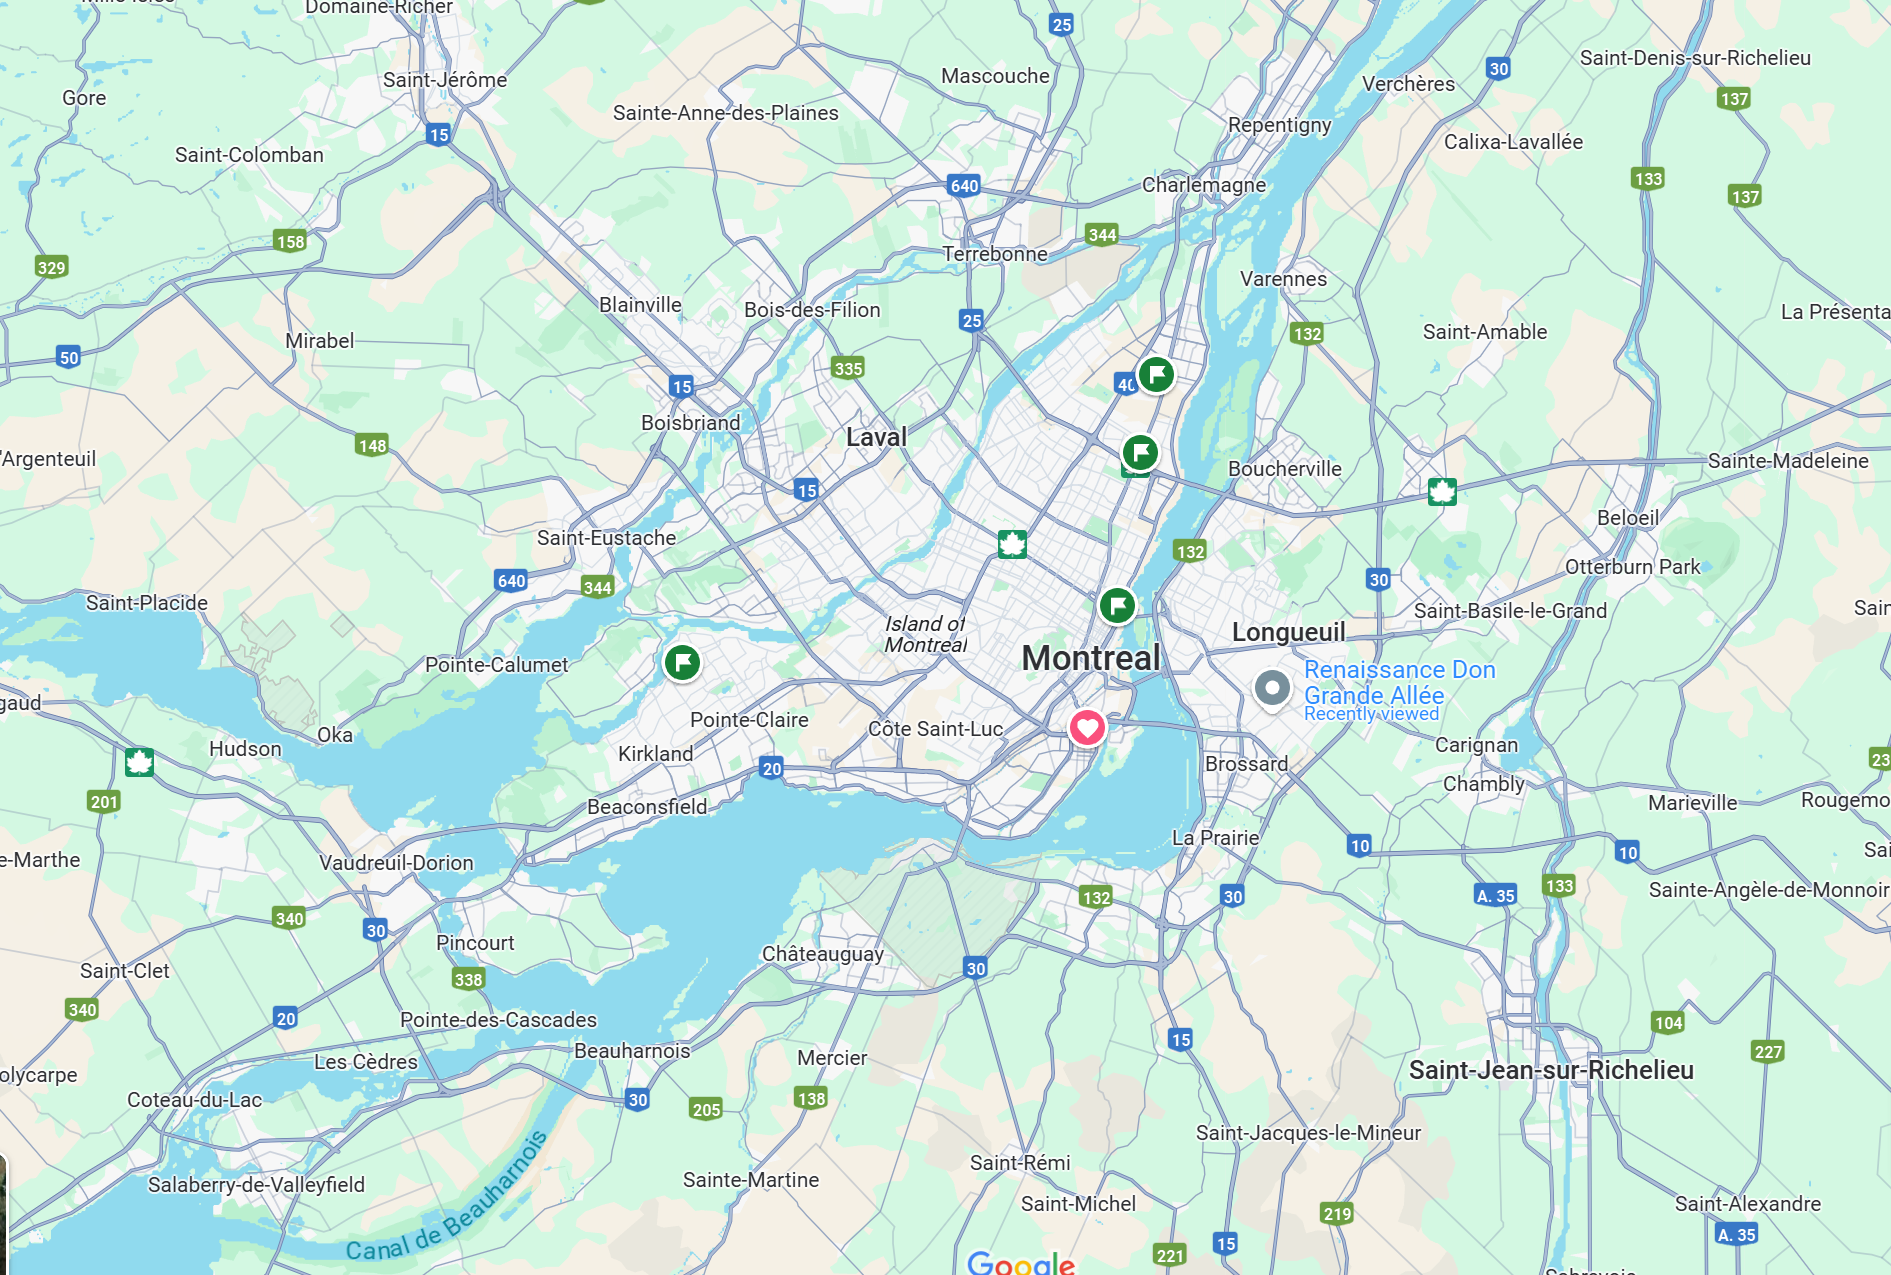 Domaine-Richer
25
Saint-Jérôme
Mascouche
Saint-Denis-sur-Richelieu
30
Verchères
Gore
137
Sainte-Anne-des-Plaines
Repentigny
15
Calixa-Lavallée
Saint-Colomban
640
Charlemagne
133
137
158
344
Terrebonne
329
Varennes
Blainville
Bois-des-Filion
La Présenta
25
132
Saint-Amable
Mirabel
50
335
15
40
Boisbriand
Laval
148
'Argenteuil
Boucherville
Sainte-Madeleine
15
Beloeil
Saint-Eustache
132
Otterburn Park
640
344
30
Saint-Placide
Saint-Basile-le-Grand
Sain
Island of
Montreal
Longueuil
Montreal
Pointe-Calumet
Renaissance Don
Grande Allée
Recently viewed
gaud
Pointe-Claire
Côte Saint-Luc
Oka
Hudson
Kirkland
Carignan
20
Brossard
23
Chambly
201
Beaconsfield
Marieville
Rougemo
La Prairie
10
10
e-Marthe
Vaudreuil-Dorion
Sai
133
Sainte-Angèle-de-Monnoir
132
30
A. 35
340
30
Pincourt
Châteauguay
30
Saint-Clet
338
340
20
Pointe-des-Cascades
104
15
Beauharnois
227
Les Cèdres
Mercier
olycarpe
Saint-Jean-sur-Richelieu
Coteau-du-Lac
30
205
138
Saint-Jacques-le-Mineur
Canal de Beauharnois
Saint-Rémi
Salaberry-de-Valleyfield
Sainte-Martine
Saint-Michel
Saint-Alexandre
219
A. 35
15
221
Google